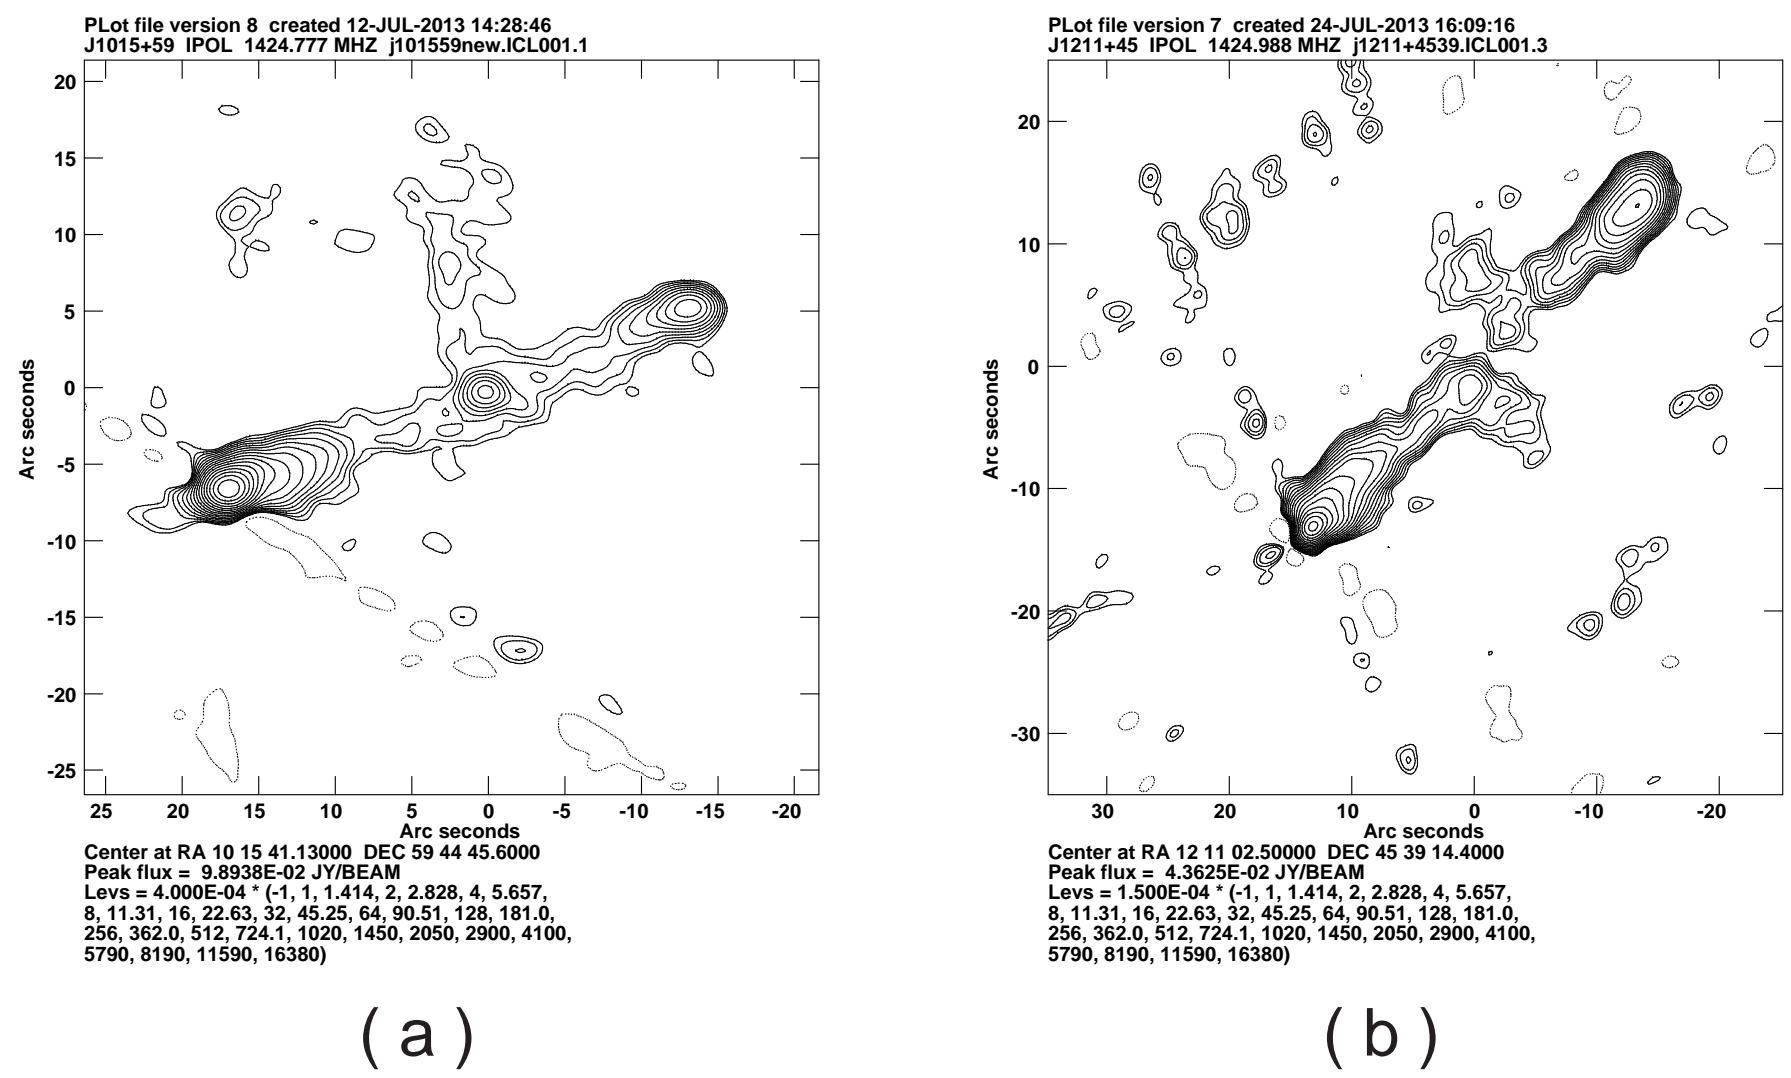 PLot file version 8 created 12-JUL-2013 14:28:46
J1015+59 IPOL 1424.777 MHZ j101559new.ICL001.1
20
15
10
5
0
-5
-10
-15
-20
-25
Arc seconds
25 20 15 10 5 0 -5 -10 -15 -20
Arc seconds
Center at RA 10 15 41.13000 DEC 59 44 45.6000
Peak flux = 9.8938E-02 JY/BEAM
Levs = 4.000E-04 * (-1, 1, 1.414, 2, 2.828, 4, 5.657,
8, 11.31, 16, 22.63, 32, 45.25, 64, 90.51, 128, 181.0,
256, 362.0, 512, 724.1, 1020, 1450, 2050, 2900, 4100,
5790, 8190, 11590, 16380)
( a )
PLot file version 7 created 24-JUL-2013 16:09:16
J1211+45 IPOL 1424.988 MHZ j1211+4539.ICL001.3
20
10
0
-10
-20
-30
Arc seconds
30 20 10 0 -10 -20
Arc seconds
Center at RA 12 11 02.50000 DEC 45 39 14.4000
Peak flux = 4.3625E-02 JY/BEAM
Levs = 1.500E-04 * (-1, 1, 1.414, 2, 2.828, 4, 5.657,
8, 11.31, 16, 22.63, 32, 45.25, 64, 90.51, 128, 181.0,
256, 362.0, 512, 724.1, 1020, 1450, 2050, 2900, 4100,
5790, 8190, 11590, 16380)
( b )